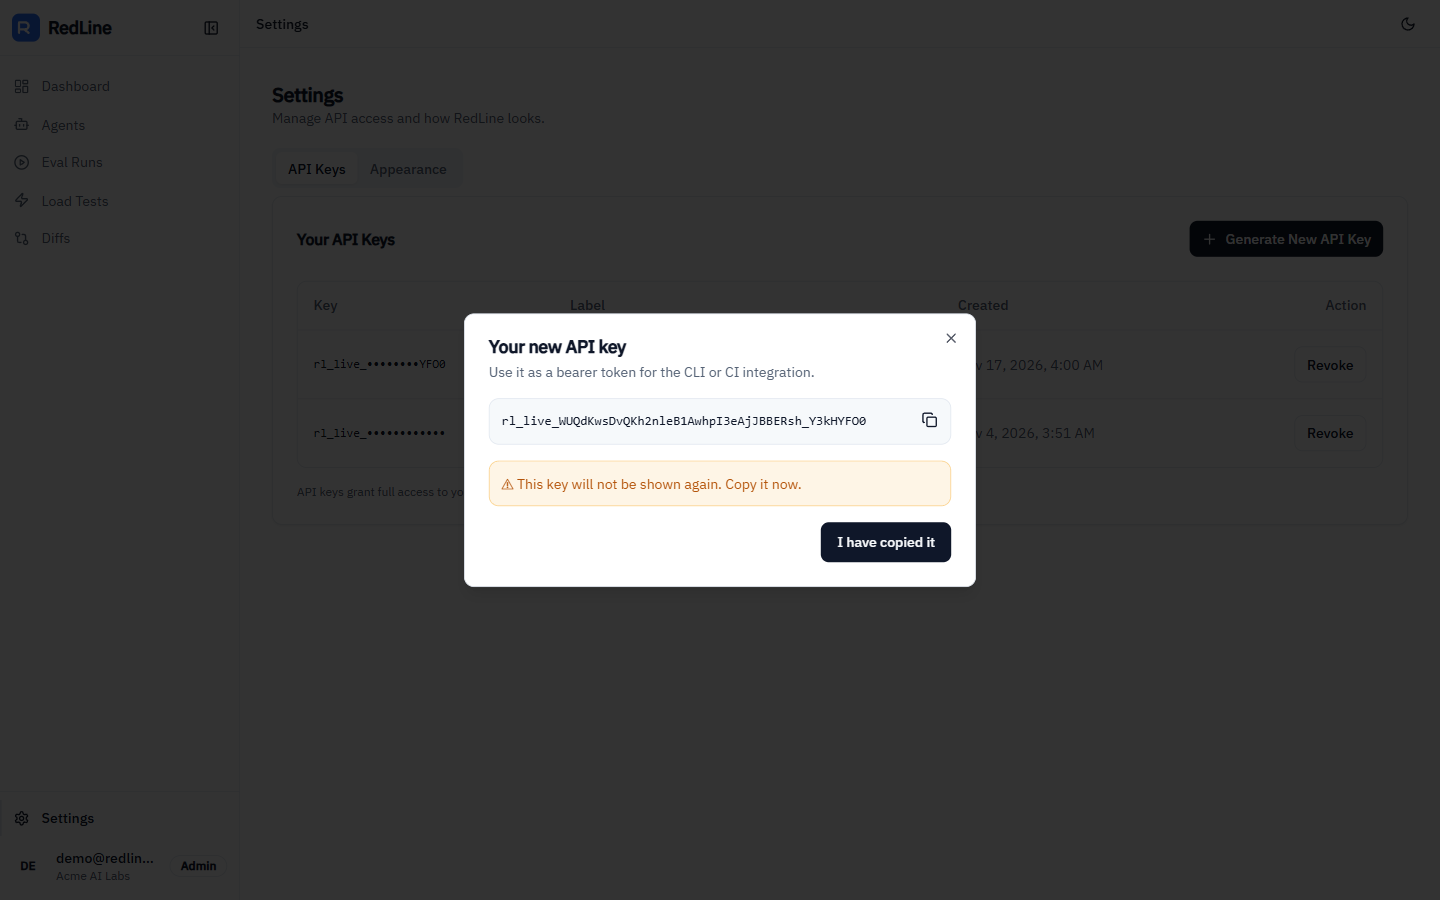 RedLine
Settings
Dashboard
Agents
Eval Runs
Load Tests
Diffs
Settings
Manage API access and how RedLine looks.
API Keys Appearance
Your API Keys
Generate New API Key
Key Label Created Action
rl_live_••••••••YFO0 17, 2026, 4:00 AM Revoke
rl_live_•••••••••••• 4, 2026, 3:51 AM Revoke
API keys grant full access to yo
Your new API key
Use it as a bearer token for the CLI or CI integration.
rl_live_WUQdKwsDvQKh2nleB1AwhpI3eAjJBBERsh_Y3kHYFO0
⚠ This key will not be shown again. Copy it now.
I have copied it
Settings
DE
demo@redlin...
Acme AI Labs
Admin